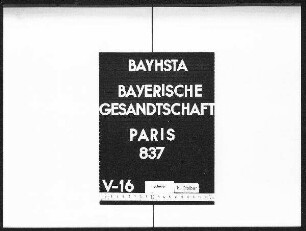 BAYHSTA
BAYERISCHE
GESANDTSCHAFT
PARIS
837
V-16